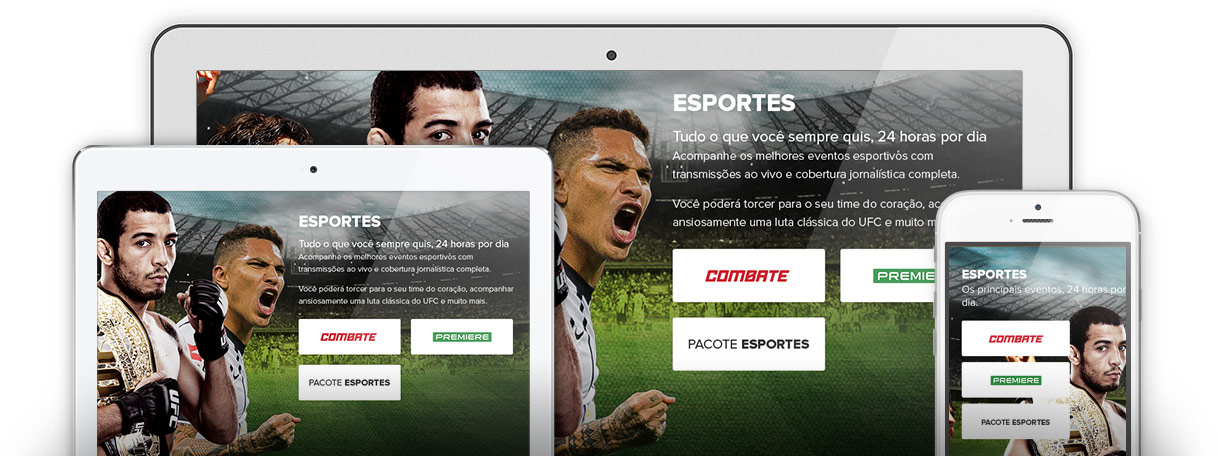 ESPORTES
Tudo o que você sempre quis, 24 horas por dia
Acompanhe os melhores eventos esportivos com
transmissões ao vivo e cobertura jornalística completa.
Você poderá torcer para o seu time do coração,
ansiosamente uma luta clássica do UFC e muito
COMBATE
PREMIERE
PACOTE ESPORTES
ESPORTES
Tudo o que você sempre quis, 24 horas por dia
Acompanhe os melhores eventos esportivos com
transmissões ao vivo e cobertura jornalística completa.
Você poderá torcer para o seu time do coração, acompanhar
ansiosamente uma luta clássica do UFC e muito mais.
COMBATE
PREMIERE
PACOTE ESPORTES
UFC
ESPORTES
Os principais eventos, 24 horas por
dia.
COMBATE
PREMIERE
PACOTE ESPORTES